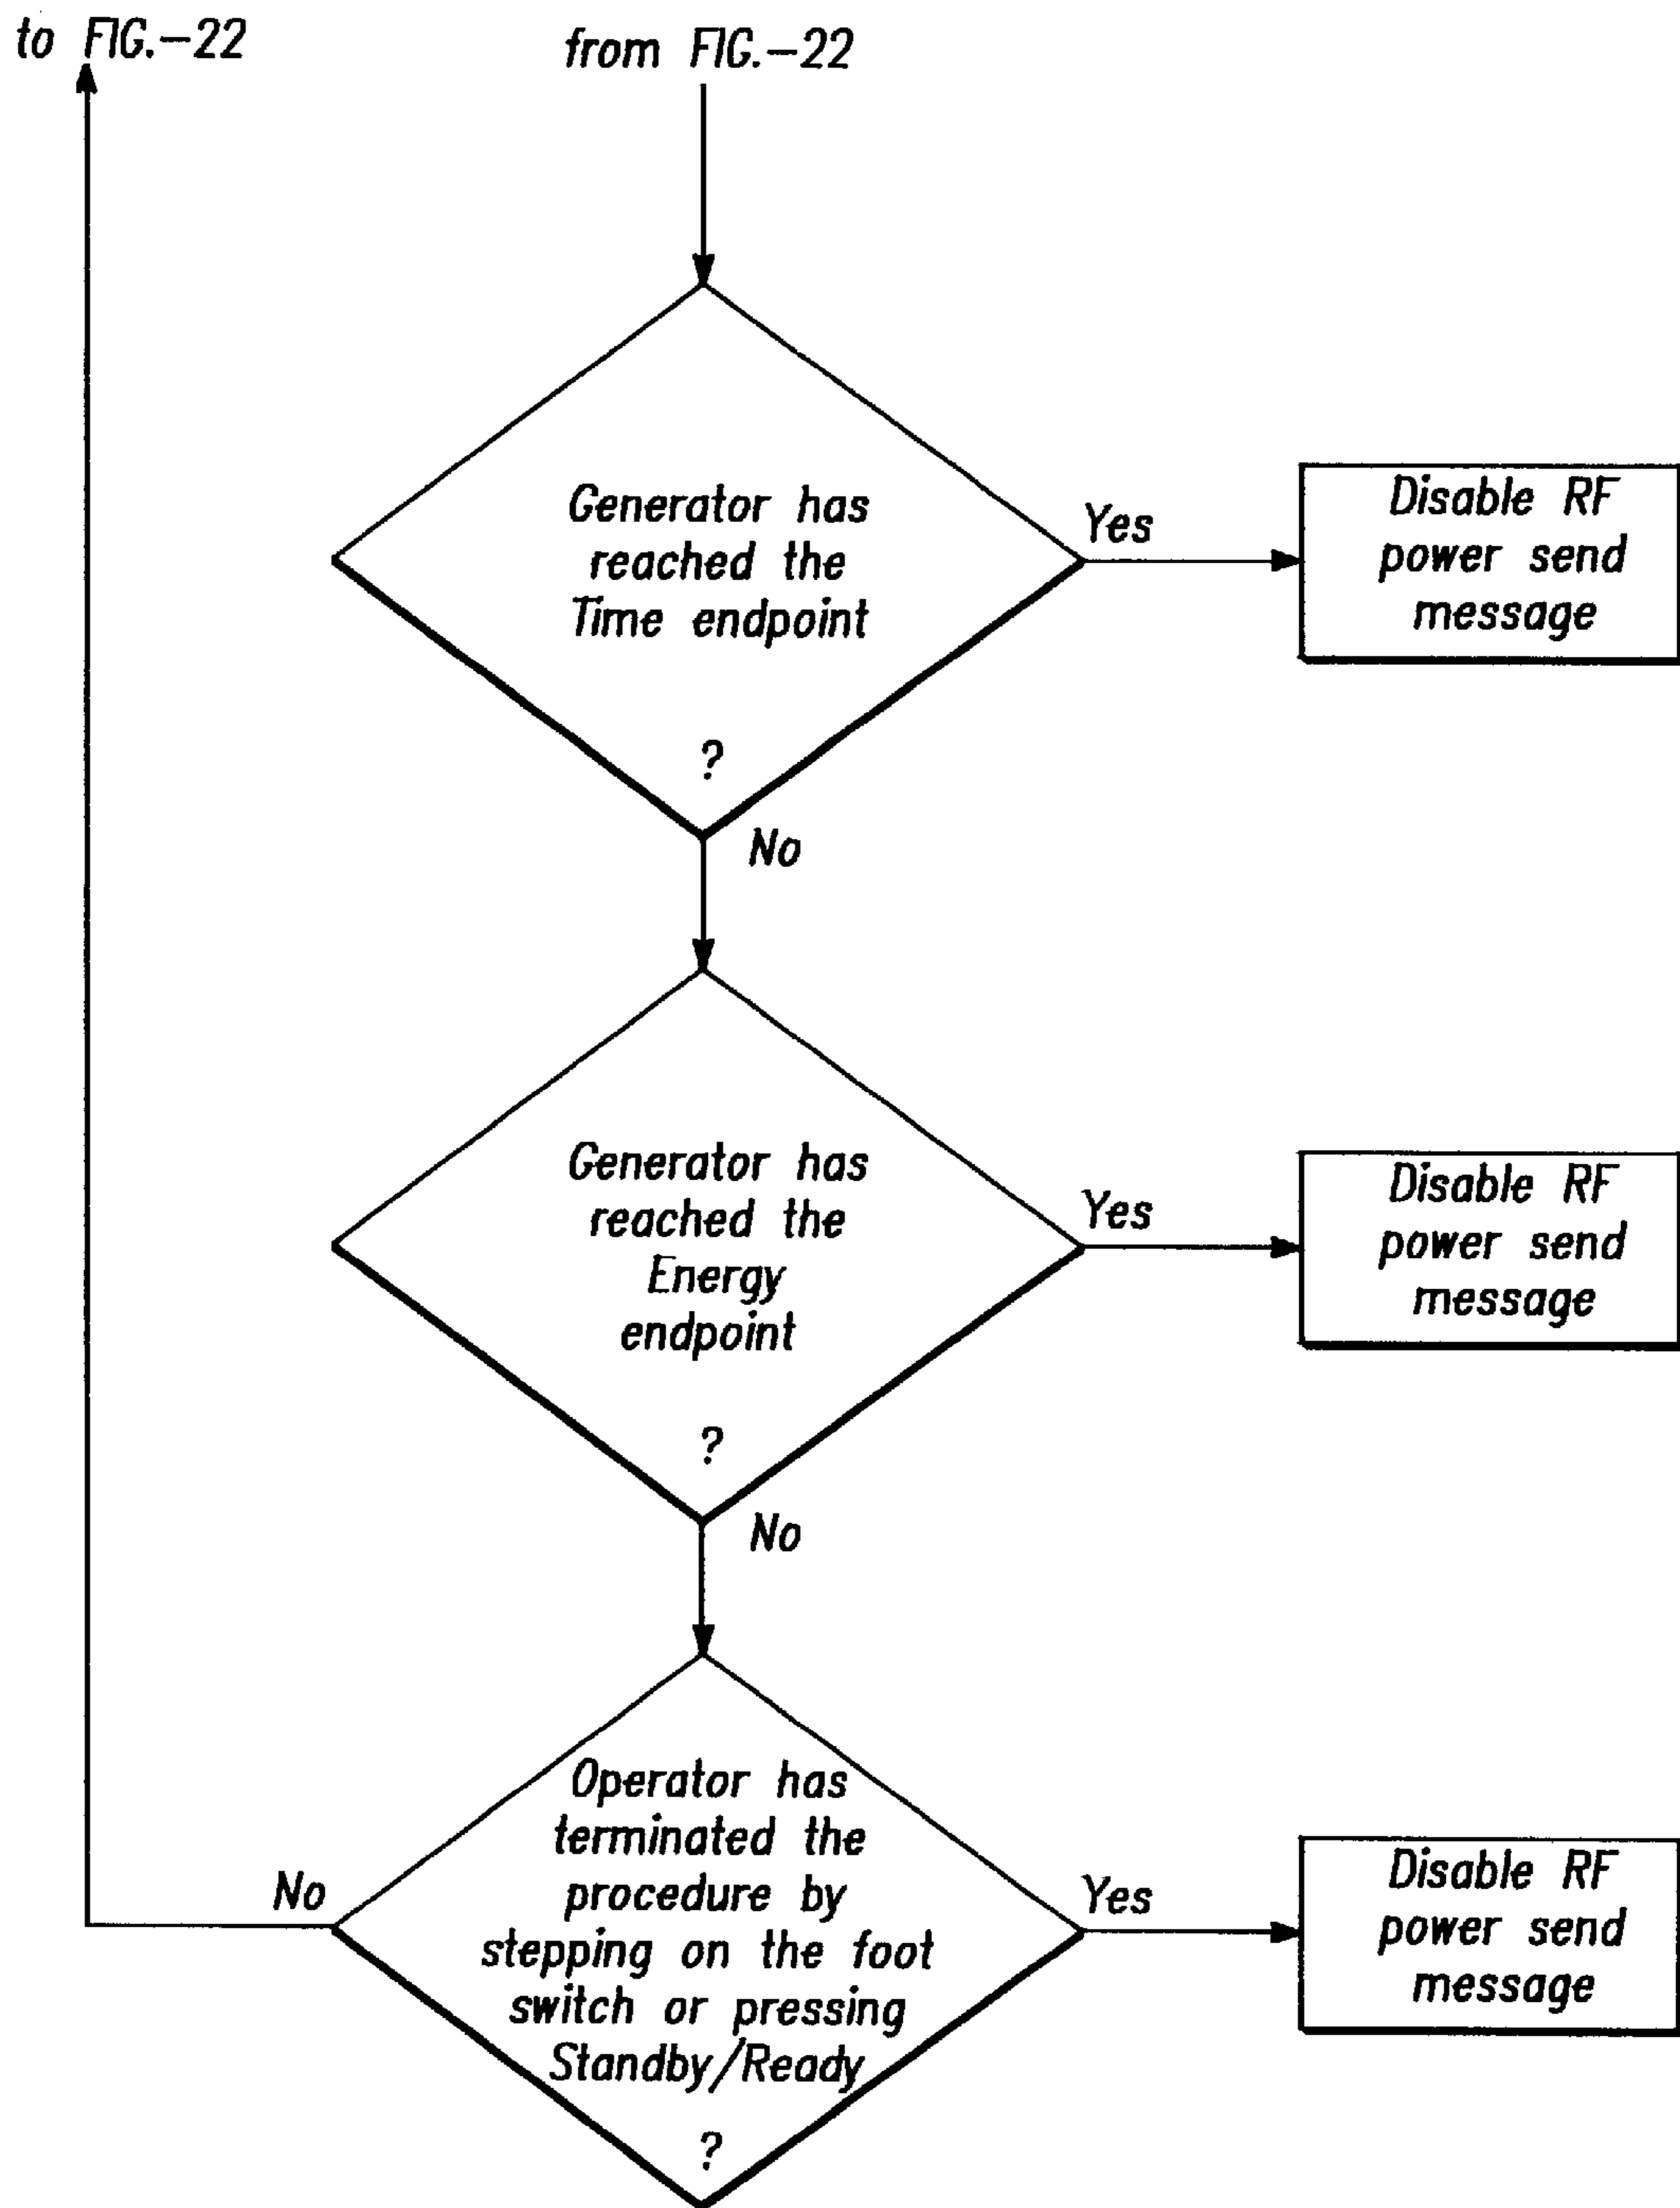 to FIG.-22
from FIG.-22
Generator has
reached the
Time endpoint
?
Yes
Disable RF
power send
message
No
Generator has
reached the
Energy
endpoint
?
Yes
Disable RF
power send
message
No
Operator has
terminated the
procedure by
stepping on the foot
switch or pressing
Standby/Ready
?
No
Yes
Disable RF
power send
message